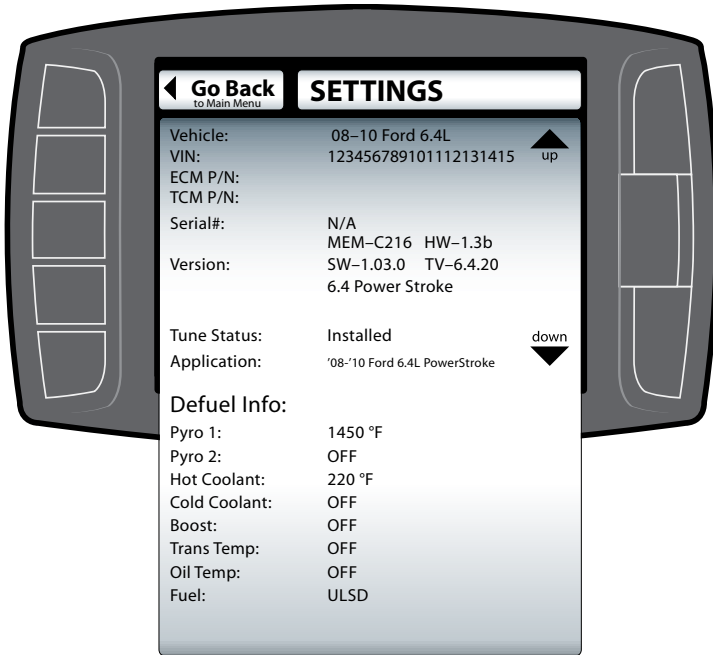 Go Back
to Main Menu
SETTINGS
Vehicle: 08–10 Ford 6.4L
up
VIN: 123456789101112131415
ECM P/N:
TCM P/N:
Serial#: N/A
MEM–C216 HW–1.3b
Version: SW–1.03.0 TV–6.4.20
6.4 Power Stroke
Tune Status: Installed
down
Application: '08-'10 Ford 6.4L PowerStroke
Defuel Info:
Pyro 1: 1450 °F
Pyro 2: OFF
Hot Coolant: 220 °F
Cold Coolant: OFF
Boost: OFF
Trans Temp: OFF
Oil Temp: OFF
Fuel: ULSD